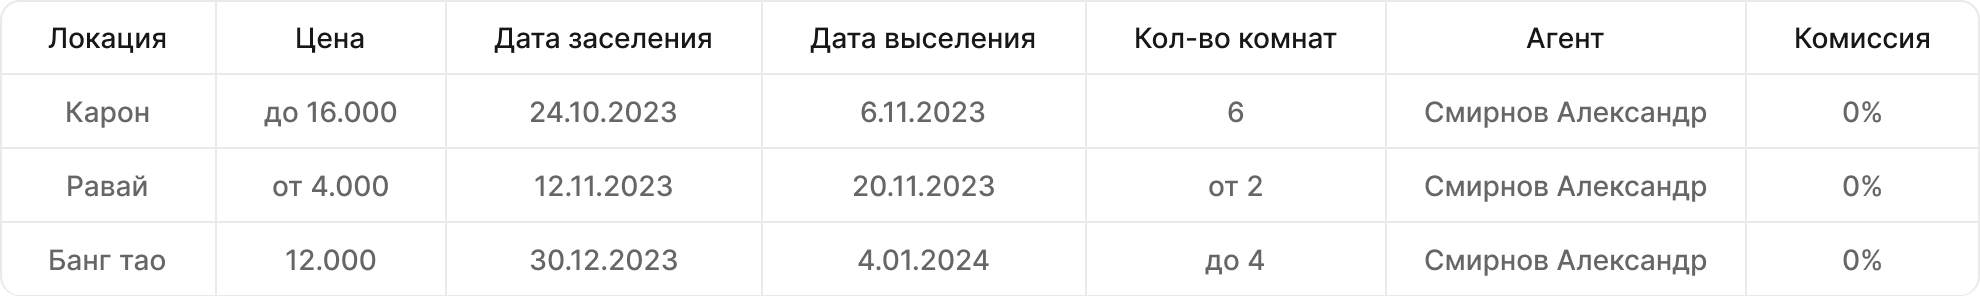 Локация Цена Дата заселения Дата выселения Кол-во комнат Агент Комиссия
Карон до 16.000 24.10.2023 6.11.2023 6 Смирнов Александр 0%
Равай от 4.000 12.11.2023 20.11.2023 от 2 Смирнов Александр 0%
Банг тао 12.000 30.12.2023 4.01.2024 до 4 Смирнов Александр 0%